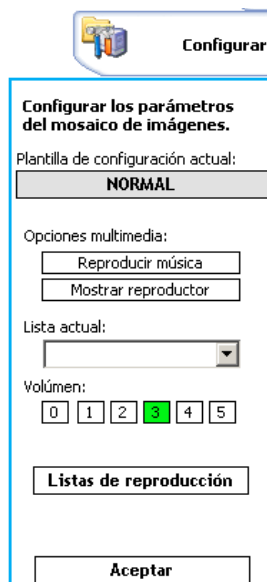 Configurar
Configurar los parámetros
del mosaico de imágenes.
Plantilla de configuración actual:
NORMAL
Opciones multimedia:
Reproducir música
Mostrar reproductor
Lista actual:
Volúmen:
0 1 2 3 4 5
Listas de reproducción
Aceptar